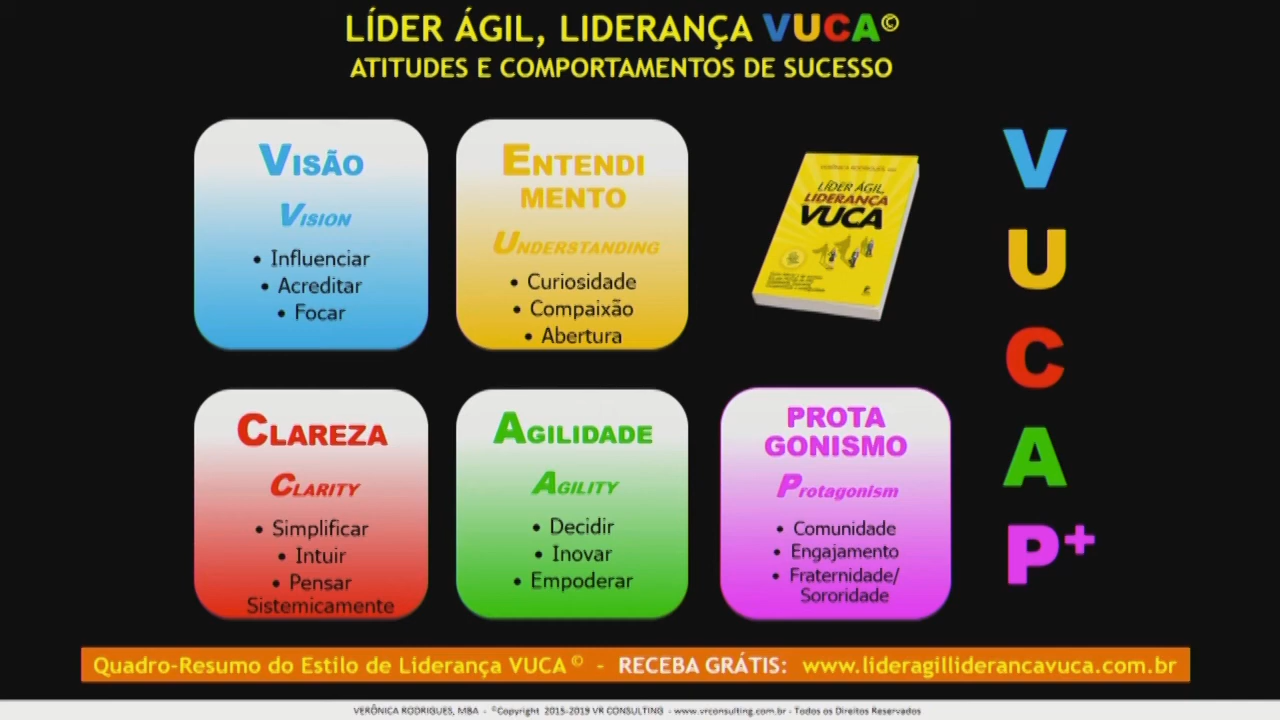 LÍDER ÁGIL, LIDERANÇA VUCA©
ATITUDES E COMPORTAMENTOS DE SUCESSO
VISÃO
VISION
• Influenciar
• Acreditar
• Focar
ENTENDI
MENTO
UNDERSTANDING
• Curiosidade
• Compaixão
• Abertura
VERÔNICA RODRIGUES
LÍDER ÁGIL,
LIDERANÇA
VUCA
CLAREZA
CLARITY
• Simplificar
• Intuir
• Pensar
Sistemicamente
AGILIDADE
AGILITY
• Decidir
• Inovar
• Empoderar
PROTA
GONISMO
Protagonism
• Comunidade
• Engajamento
• Fraternidade/
Sororidade
V
U
C
A
P+
Quadro-Resumo do Estilo de Liderança VUCA© - RECEBA GRÁTIS: www.lideragilliderancavuca.com.br
VERÔNICA RODRIGUES, MBA - ©Copyright 2015-2019 VR CONSULTING - www.vrconsulting.com.br - Todos os Direitos Reservados